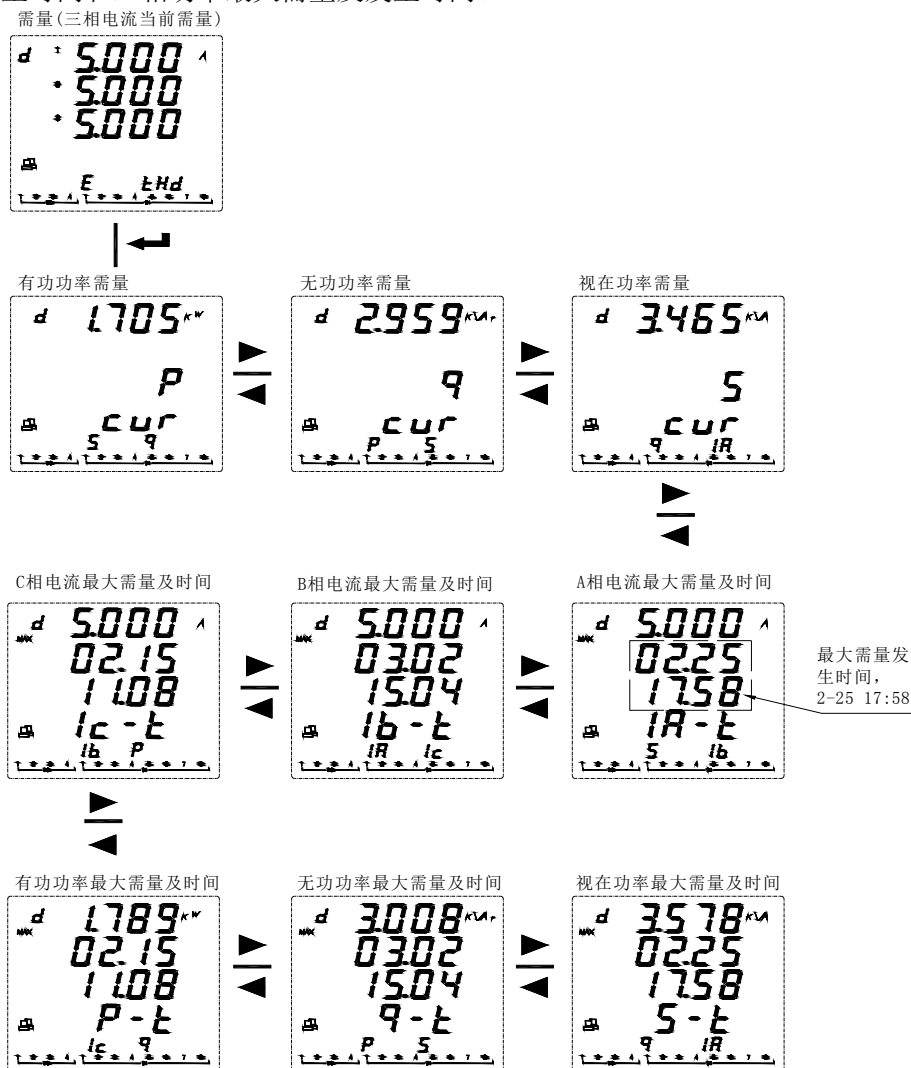 需量(三相电流当前需量)
d 5.000 A
5.000
5.000
E tHd
有功功率需量
d 1.705 kW
P
cur
S q
无功功率需量
d 2.959 kVAr
q
cur
P S
视在功率需量
d 3.465 kVA
S
cur
q IA
C相电流最大需量及时间
d 5.000 A
MAX
02.15
11.08
Ic-t
Ib P
B相电流最大需量及时间
d 5.000 A
MAX
03.02
15.04
Ib-t
IA Ic
A相电流最大需量及时间
d 5.000 A
MAX
02.25
17.58
IA-t
S Ib
最大需量发
生时间，
2-25 17:58
有功功率最大需量及时间
d 1.789 kW
MAX
02.15
11.08
P-t
Ic q
无功功率最大需量及时间
d 3.008 kVAr
MAX
03.02
15.04
q-t
P S
视在功率最大需量及时间
d 3.578 kVA
MAX
02.25
17.58
S-t
q IA